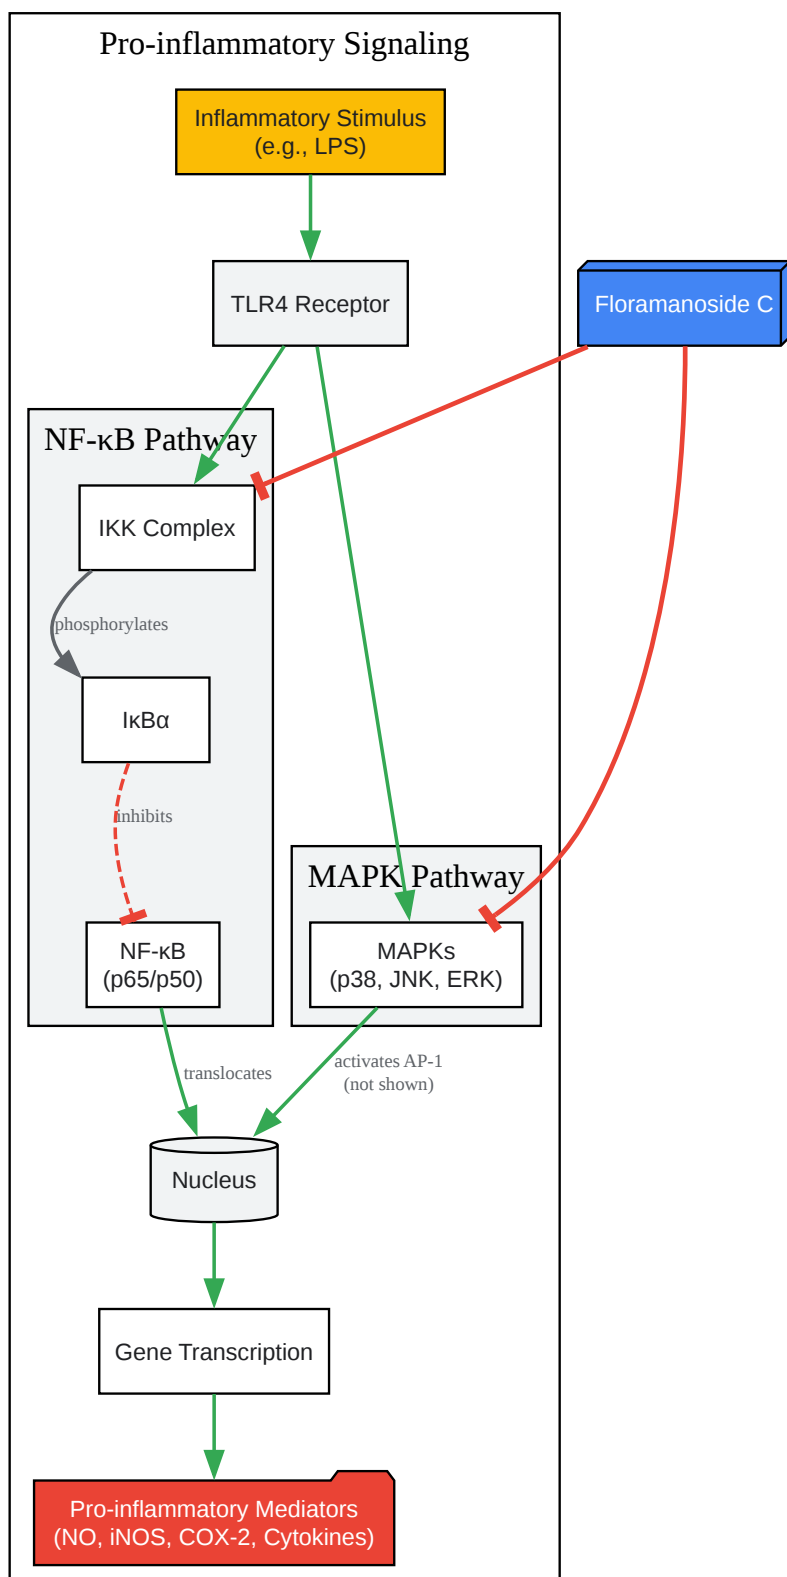 Pro-inflammatory Signaling
Inflammatory Stimulus
(e.g., LPS)
TLR4 Receptor
Floramanoside C
NF-κB Pathway
IKK Complex
phosphorylates
IκBα
inhibits
MAPK Pathway
NF-κB
(p65/p50)
MAPKs
(p38, JNK, ERK)
translocates
activates AP-1
(not shown)
Nucleus
Gene Transcription
Pro-inflammatory Mediators
(NO, iNOS, COX-2, Cytokines)